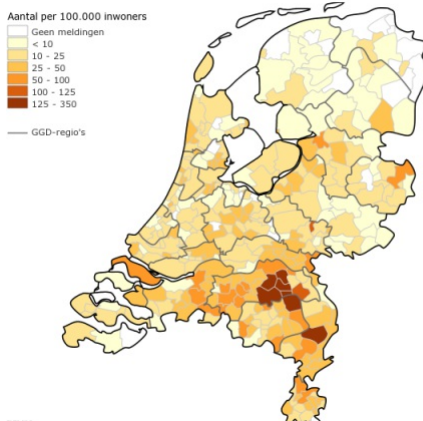 Aantal per 100.000 inwoners
Geen meldingen
< 10
10 - 25
25 - 50
50 - 100
100 - 125
125 - 350
GGD-regio's